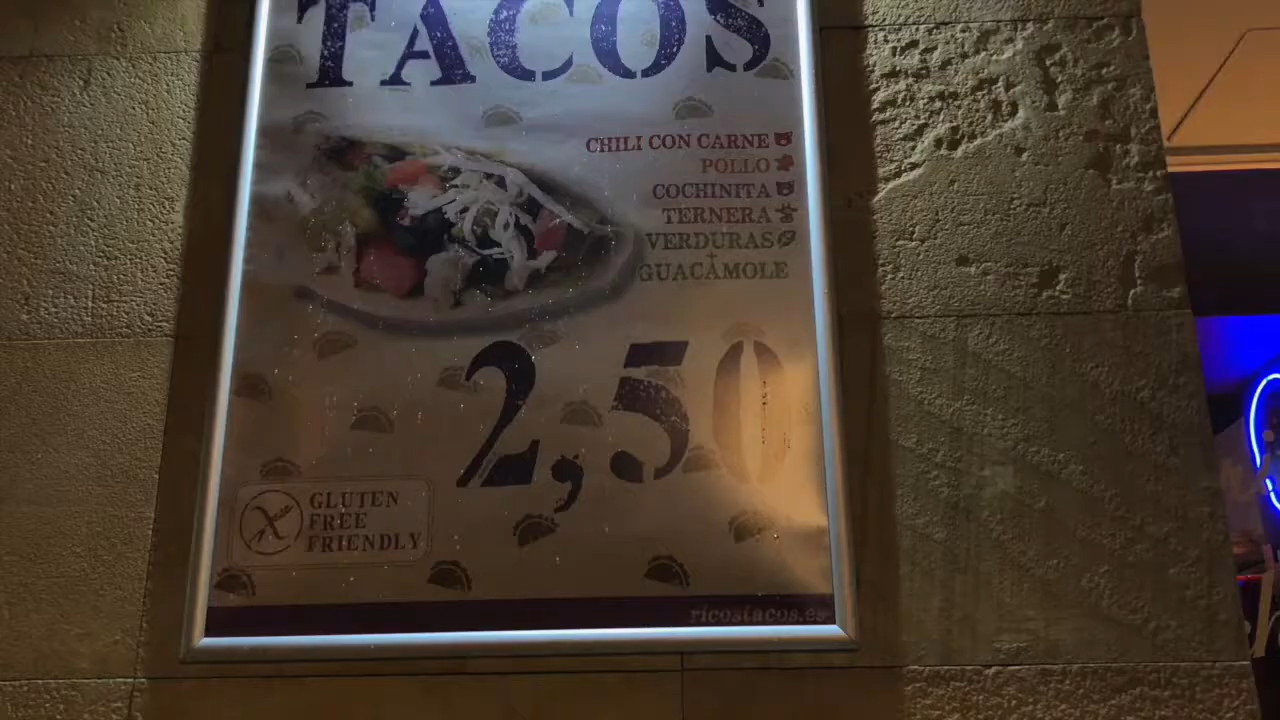 TACOS
CHILI CON CARNE
POLLO
COCHINITA
TERNERA
VERDURAS
+
GUACAMOLE
2,50
GLUTEN
FREE
FRIENDLY
ricostacos.es